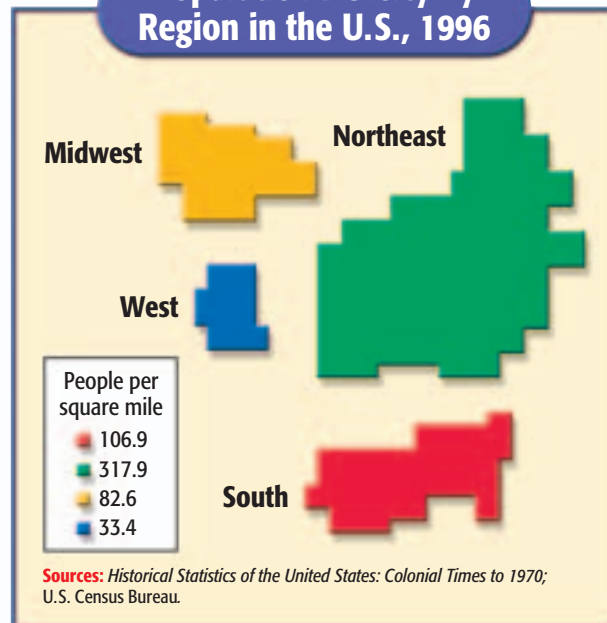 Region in the U.S., 1996
Midwest
Northeast
West
People per
square mile
106.9
317.9
82.6
33.4
South
Sources: Historical Statistics of the United States: Colonial Times to 1970;
U.S. Census Bureau.